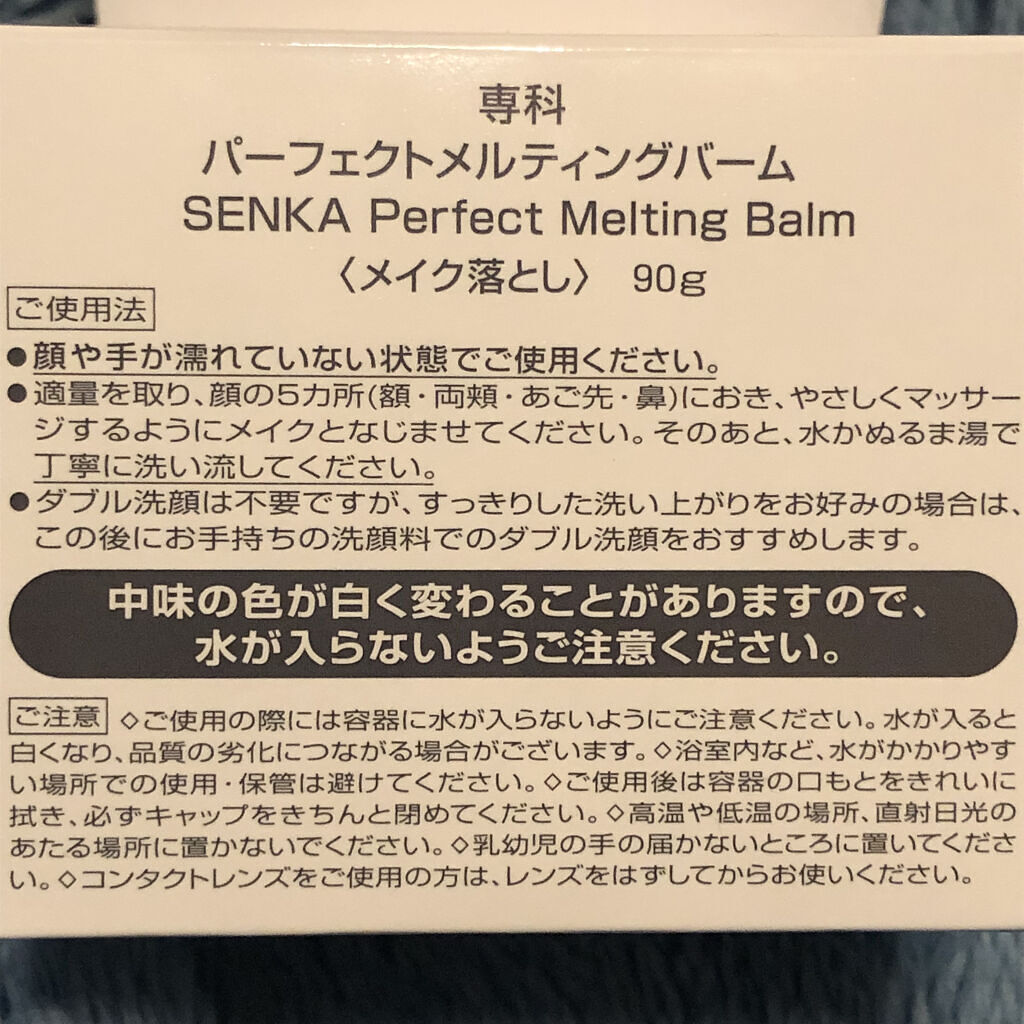 専科
パーフェクトメルティングバーム
SENKA Perfect Melting Balm
〈メイク落とし〉 90g
ご使用法
●顔や手が濡れていない状態でご使用ください。
●適量を取り、顔の5カ所(額・両頬・あご先・鼻)におき、やさしくマッサー
ジするようにメイクとなじませてください。そのあと、水かぬるま湯で
丁寧に洗い流してください。
●ダブル洗顔は不要ですが、すっきりした洗い上がりをお好みの場合は、
この後にお手持ちの洗顔料でのダブル洗顔をおすすめします。
中味の色が白く変わることがありますので、
水が入らないようご注意ください。
ご注意 ◇ご使用の際には容器に水が入らないようにご注意ください。水が入ると
白くなり、品質の劣化につながる場合がございます。◇浴室内など、水がかかりやす
い場所での使用・保管は避けてください。◇ご使用後は容器の口もとをきれいに
拭き、必ずキャップをきちんと閉めてください。◇高温や低温の場所、直射日光の
あたる場所に置かないでください。◇乳幼児の手の届かないところに置いてくださ
い。◇コンタクトレンズをご使用の方は、レンズをはずしてからお使いください。